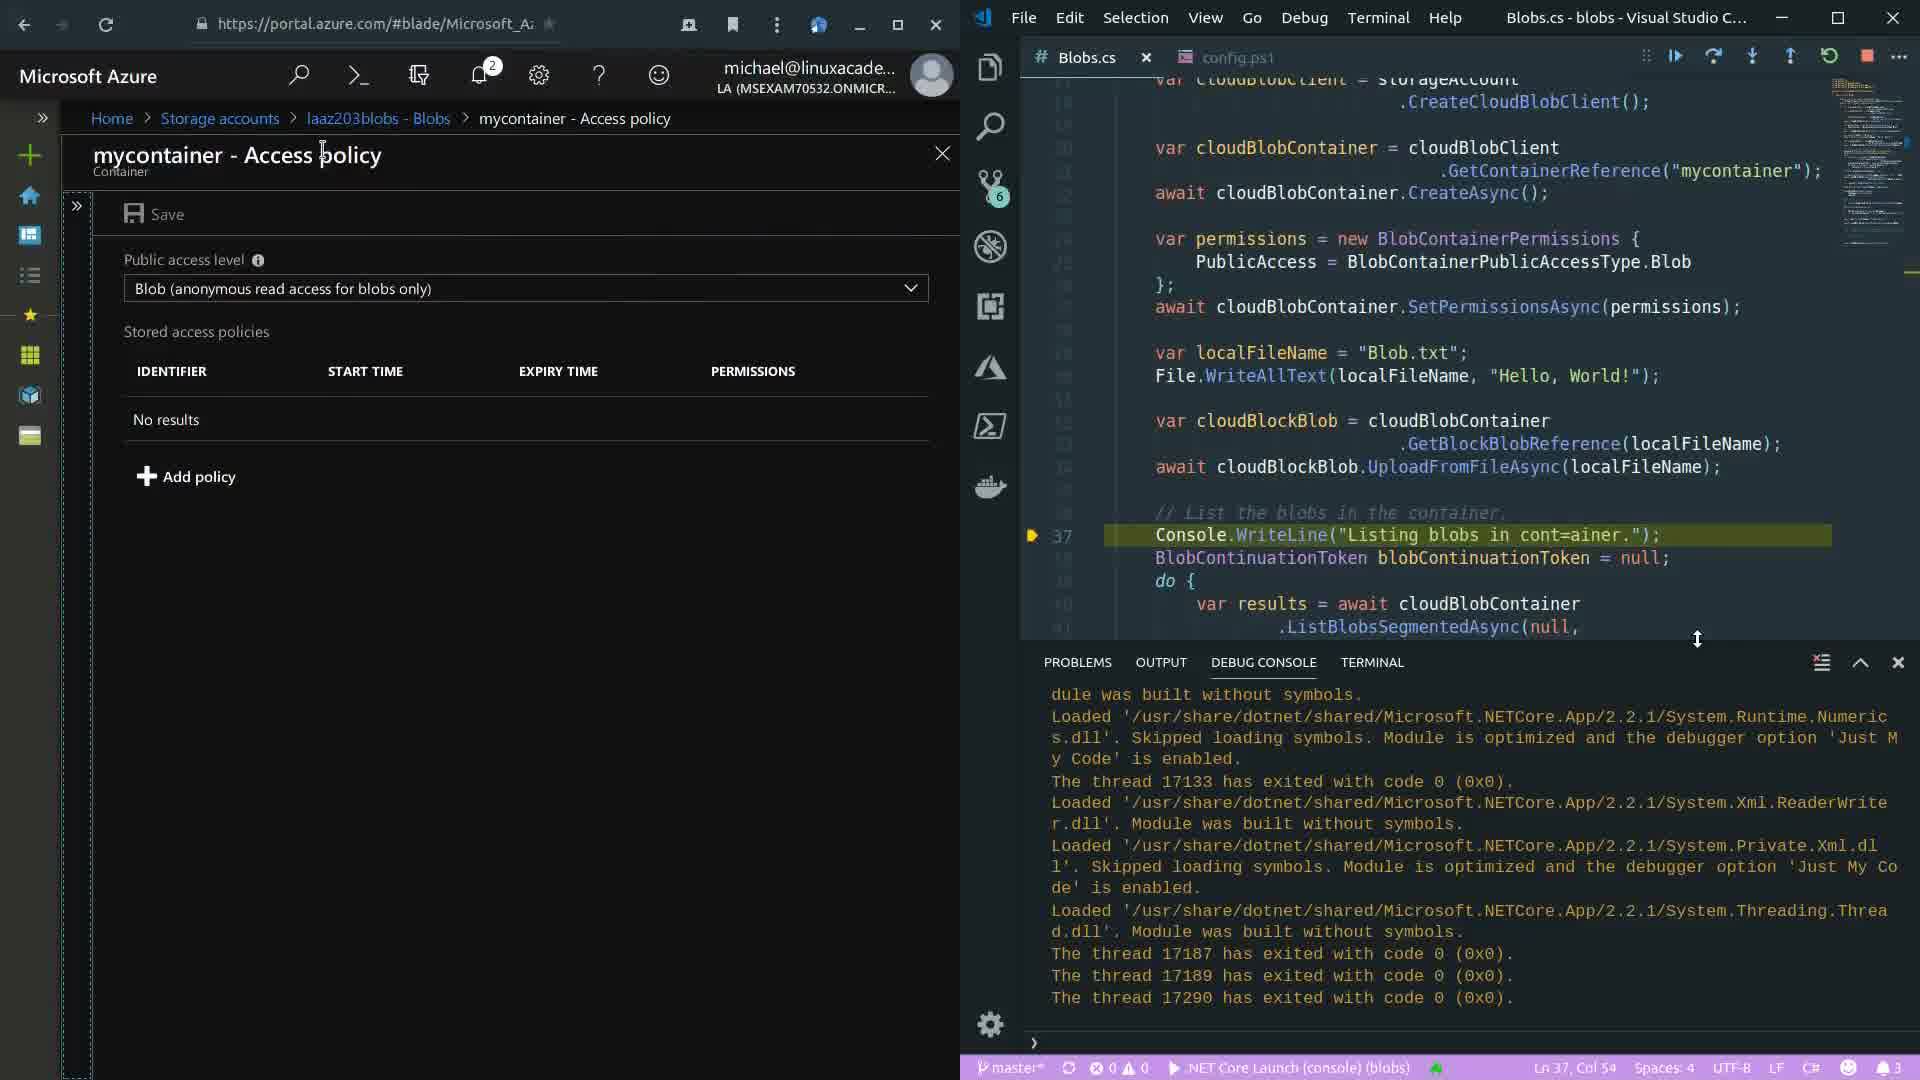 https://portal.azure.com/#blade/Microsoft_Az
Microsoft Azure
2
michael@linuxacade...
LA (MSEXAM70532.ONMICR...
Home > Storage accounts > laaz203blobs - Blobs > mycontainer - Access policy
mycontainer - Access policy
Container
Save
Public access level
Blob (anonymous read access for blobs only)
Stored access policies
IDENTIFIER START TIME EXPIRY TIME PERMISSIONS
No results
Add policy
File Edit Selection View Go Debug Terminal Help Blobs.cs - blobs - Visual Studio C...
# Blobs.cs config.ps1
6
var cloudBlobClient = storageAccount
.CreateCloudBlobClient();
var cloudBlobContainer = cloudBlobClient
.GetContainerReference("mycontainer");
await cloudBlobContainer.CreateAsync();
var permissions = new BlobContainerPermissions {
PublicAccess = BlobContainerPublicAccessType.Blob
};
await cloudBlobContainer.SetPermissionsAsync(permissions);
var localFileName = "Blob.txt";
File.WriteAllText(localFileName, "Hello, World!");
var cloudBlockBlob = cloudBlobContainer
.GetBlockBlobReference(localFileName);
await cloudBlockBlob.UploadFromFileAsync(localFileName);
// List the blobs in the container.
37 Console.WriteLine("Listing blobs in cont=ainer.");
BlobContinuationToken blobContinuationToken = null;
do {
var results = await cloudBlobContainer
.ListBlobsSegmentedAsync(null,
PROBLEMS OUTPUT DEBUG CONSOLE TERMINAL
dule was built without symbols.
Loaded '/usr/share/dotnet/shared/Microsoft.NETCore.App/2.2.1/System.Runtime.Numeric
s.dll'. Skipped loading symbols. Module is optimized and the debugger option 'Just M
y Code' is enabled.
The thread 17133 has exited with code 0 (0x0).
Loaded '/usr/share/dotnet/shared/Microsoft.NETCore.App/2.2.1/System.Xml.ReaderWrite
r.dll'. Module was built without symbols.
Loaded '/usr/share/dotnet/shared/Microsoft.NETCore.App/2.2.1/System.Private.Xml.dl
l'. Skipped loading symbols. Module is optimized and the debugger option 'Just My Co
de' is enabled.
Loaded '/usr/share/dotnet/shared/Microsoft.NETCore.App/2.2.1/System.Threading.Threa
d.dll'. Module was built without symbols.
The thread 17187 has exited with code 0 (0x0).
The thread 17189 has exited with code 0 (0x0).
The thread 17290 has exited with code 0 (0x0).
master* 0 0 .NET Core Launch (console) (blobs) Ln 37, Col 54 Spaces: 4 UTF-8 LF C# 3